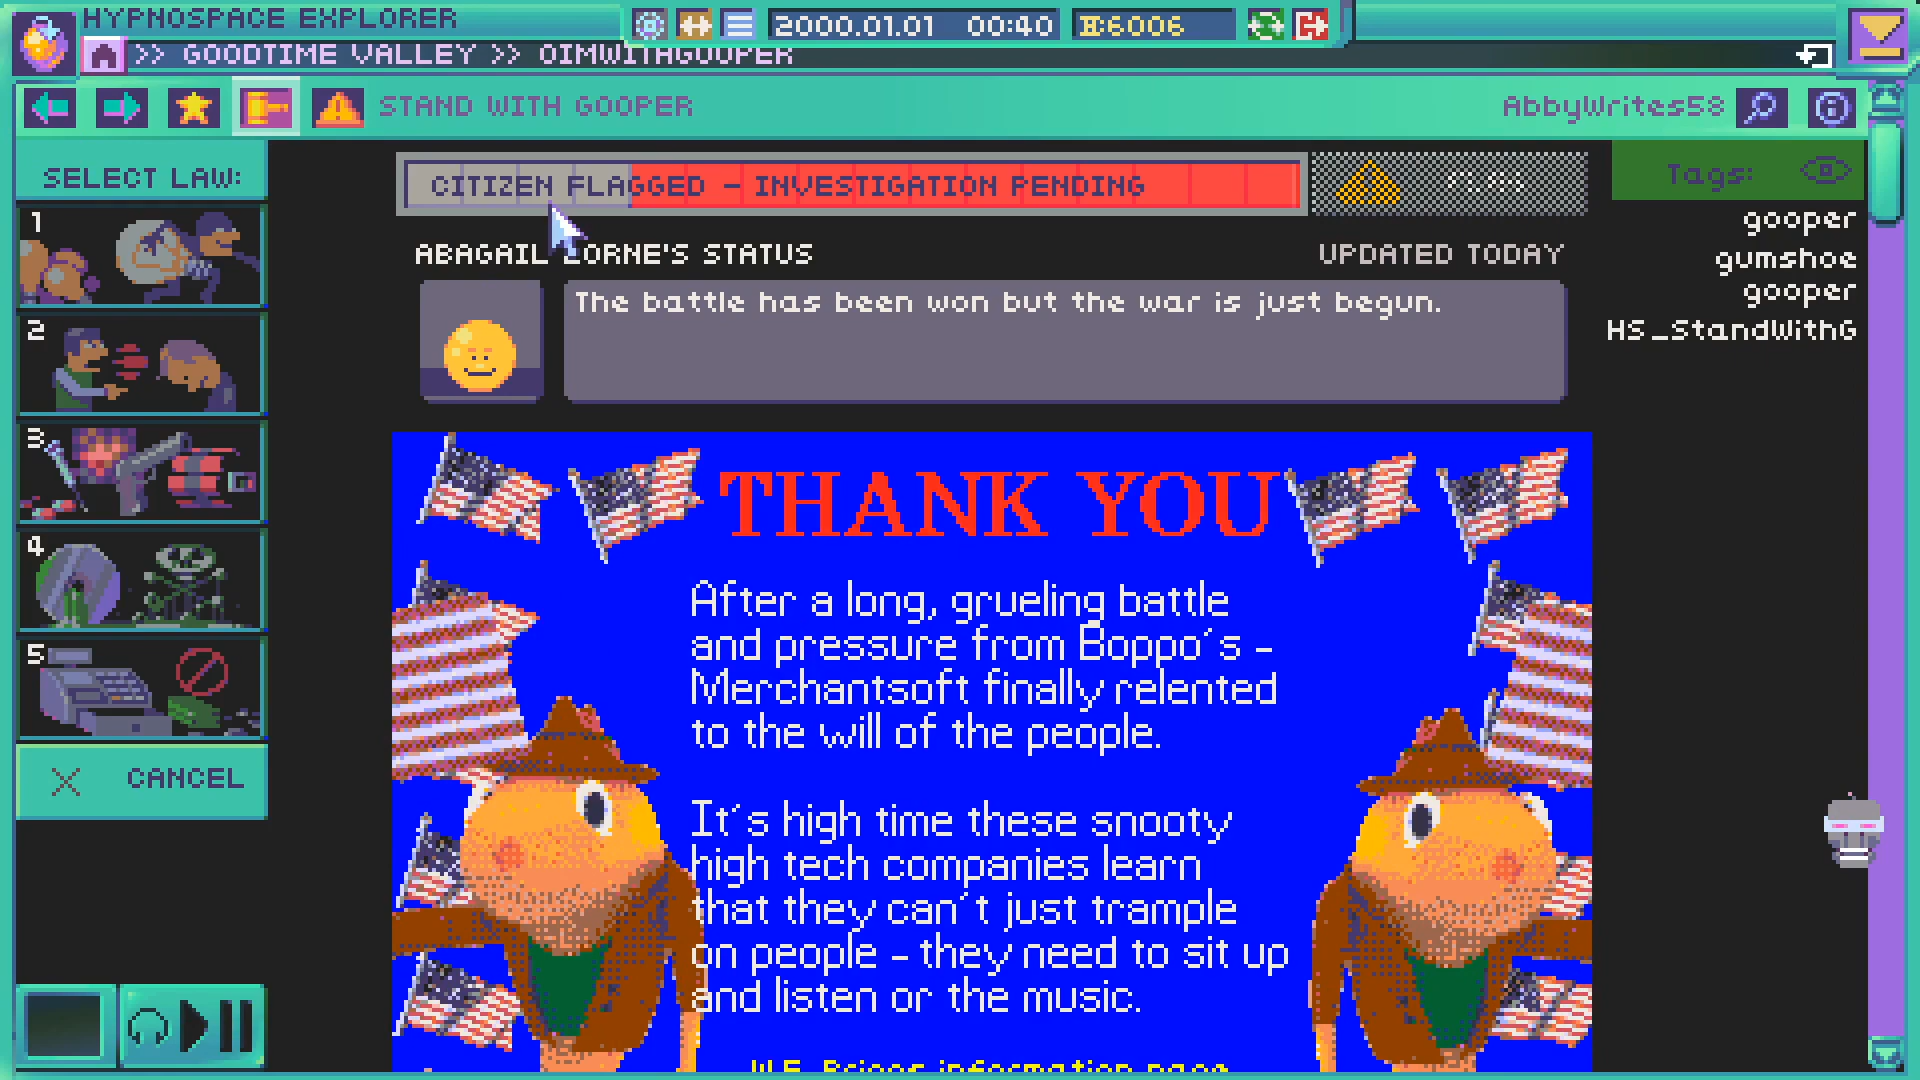 HYPNOSPACE EXPLORER
2000.01.01 00:40
6006
>> GOODTIME VALLEY >> OIMWITHGOOPER
STAND WITH GOOPER
AbbyWrites58
SELECT LAW:
1
2
3
4
5
CANCEL
CITIZEN FLAGGED - INVESTIGATION PENDING
ABAGAIL UPDATED TODAY
'S STATUS
The battle has been won but the war is just begun.
Tags:
gooper
gumshoe
gooper
HS_StandWithG
THANK YOU
After a long, grueling battle
and pressure from Boppo's -
Merchantsoft finally relented
to the will of the people.
It's high time these snooty
high tech companies learn
that they can't just trample
on people - they need to sit up
and listen or the music.